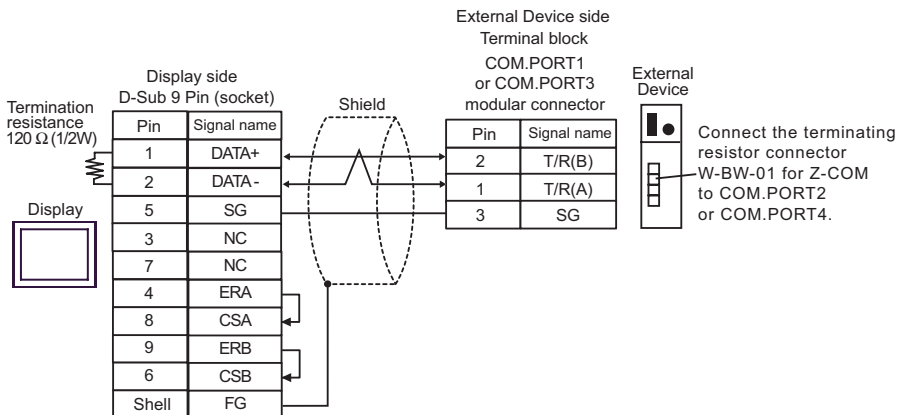 External Device side
Terminal block
COM.PORT1
or COM.PORT3
modular connector
Display side
D-Sub 9 Pin (socket)
Termination
resistance
120 Ω (1/2W)
Shield
External
Device
Pin Signal name
1 DATA+
2 DATA-
5 SG
3 NC
7 NC
4 ERA
8 CSA
9 ERB
6 CSB
Shell FG
Pin Signal name
2 T/R(B)
1 T/R(A)
3 SG
Display
Connect the terminating
resistor connector
W-BW-01 for Z-COM
to COM.PORT2
or COM.PORT4.